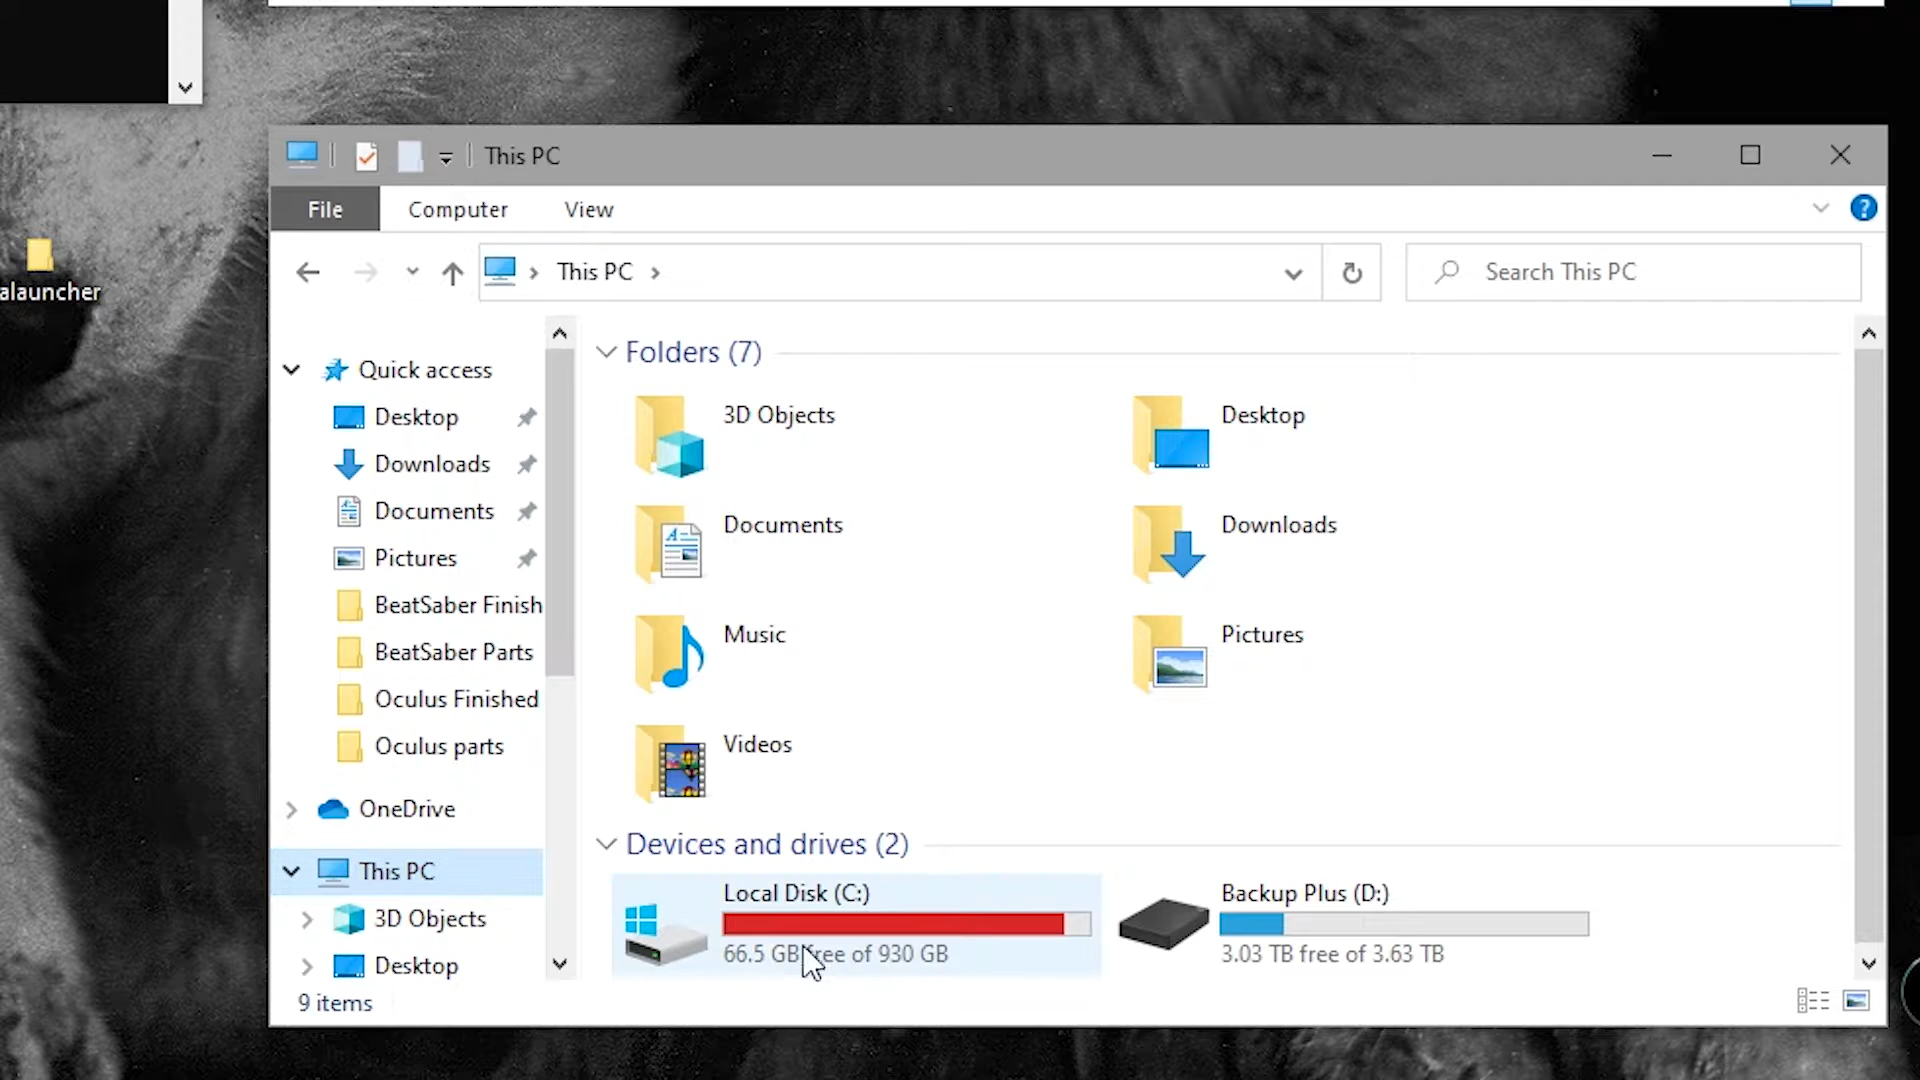 This PC
File
Computer
View
This PC
Search This PC
alauncher
Quick access
Desktop
Downloads
Documents
Pictures
BeatSaber Finish
BeatSaber Parts
Oculus Finished
Oculus parts
OneDrive
This PC
3D Objects
Desktop
9 items
Folders (7)
3D Objects
Desktop
Documents
Downloads
Music
Pictures
Videos
Devices and drives (2)
Local Disk (C:)
66.5 GB free of 930 GB
Backup Plus (D:)
3.03 TB free of 3.63 TB